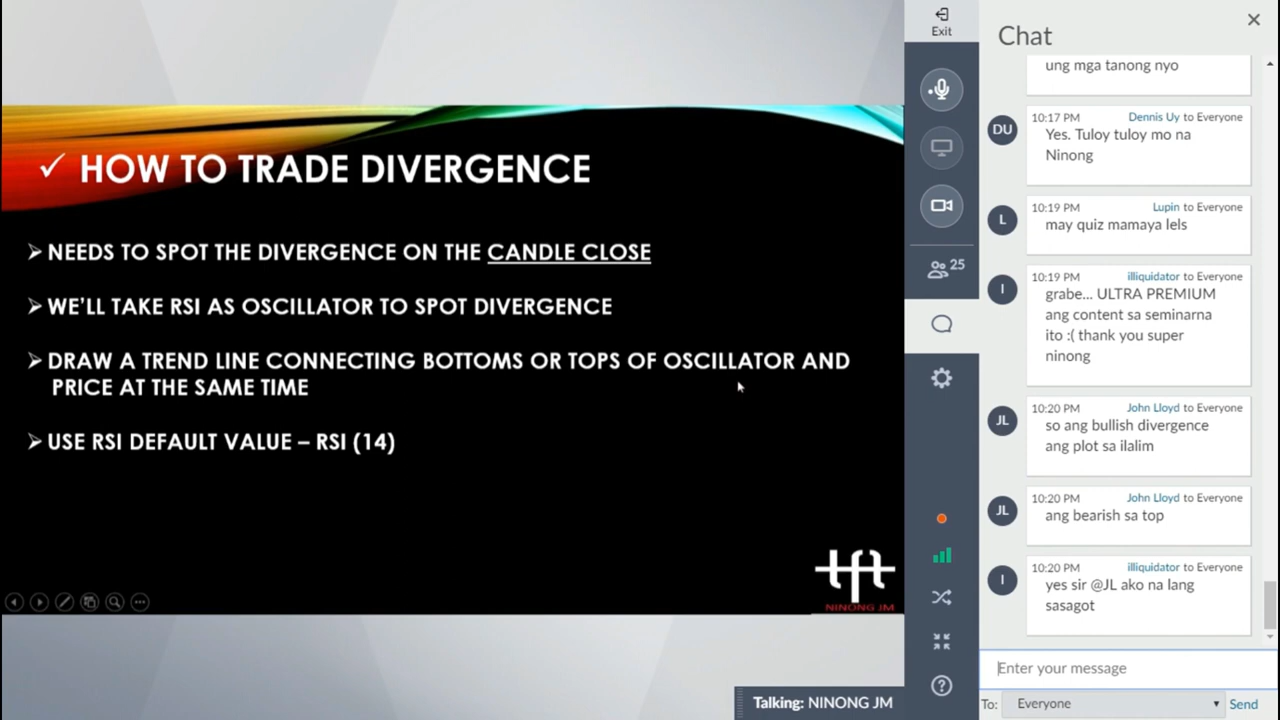 ✓ HOW TO TRADE DIVERGENCE
NEEDS TO SPOT THE DIVERGENCE ON THE CANDLE CLOSE
WE'LL TAKE RSI AS OSCILLATOR TO SPOT DIVERGENCE
DRAW A TREND LINE CONNECTING BOTTOMS OR TOPS OF OSCILLATOR AND
PRICE AT THE SAME TIME
USE RSI DEFAULT VALUE – RSI (14)
tft
NINONG JM
Talking: NINONG JM
Exit
25
Chat
ung mga tanong nyo
DU
10:17 PM Dennis Uy to Everyone
Yes. Tuloy tuloy mo na
Ninong
L
10:19 PM Lupin to Everyone
may quiz mamaya lels
I
10:19 PM illiquidator to Everyone
grabe... ULTRA PREMIUM
ang content sa seminarna
ito :( thank you super
ninong
JL
10:20 PM John Lloyd to Everyone
so ang bullish divergence
ang plot sa ilalim
JL
10:20 PM John Lloyd to Everyone
ang bearish sa top
I
10:20 PM illiquidator to Everyone
yes sir @JL ako na lang
sasagot
Enter your message
To: Everyone Send